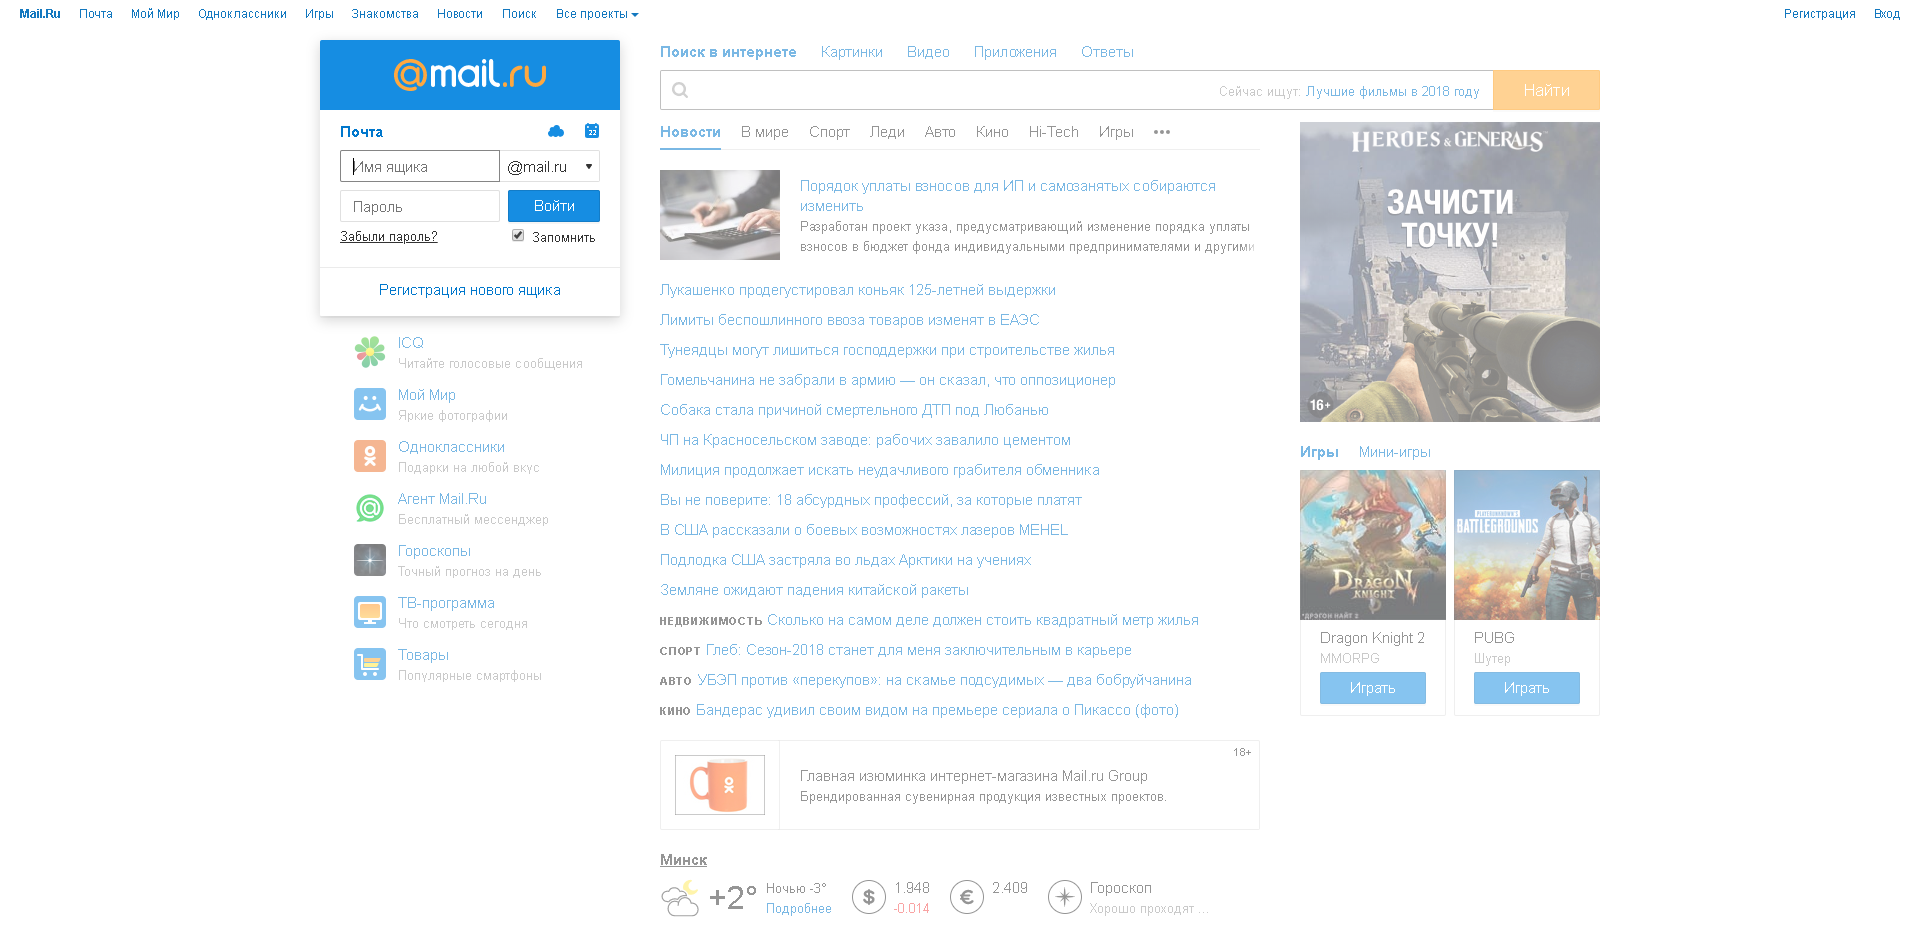 Mail.Ru Почта Мой Мир Одноклассники Игры Знакомства Новости Поиск Все проекты Регистрация Вход
@mail.ru
Почта
22
Имя ящика @mail.ru
Пароль Войти
Забыли пароль? Запомнить
Регистрация нового ящика
ICQ
Читайте голосовые сообщения
Мой Мир
Яркие фотографии
Одноклассники
Подарки на любой вкус
Агент Mail.Ru
Бесплатный мессенджер
Гороскопы
Точный прогноз на день
ТВ-программа
Что смотреть сегодня
Товары
Популярные смартфоны
Поиск в интернете Картинки Видео Приложения Ответы
Сейчас ищут: Лучшие фильмы в 2018 году Найти
Новости В мире Спорт Леди Авто Кино Hi-Tech Игры •••
Порядок уплаты взносов для ИП и самозанятых собираются
изменить
Разработан проект указа, предусматривающий изменение порядка уплаты
взносов в бюджет фонда индивидуальными предпринимателями и другими
Лукашенко продегустировал коньяк 125-летней выдержки
Лимиты беспошлинного ввоза товаров изменят в ЕАЭС
Тунеядцы могут лишиться господдержки при строительстве жилья
Гомельчанина не забрали в армию — он сказал, что оппозиционер
Собака стала причиной смертельного ДТП под Любанью
ЧП на Красносельском заводе: рабочих завалило цементом
Милиция продолжает искать неудачливого грабителя обменника
Вы не поверите: 18 абсурдных профессий, за которые платят
В США рассказали о боевых возможностях лазеров MEHEL
Подлодка США застряла во льдах Арктики на учениях
Земляне ожидают падения китайской ракеты
НЕДВИЖИМОСТЬ Сколько на самом деле должен стоить квадратный метр жилья
СПОРТ Глеб: Сезон-2018 станет для меня заключительным в карьере
АВТО УБЭП против «перекупов»: на скамье подсудимых — два бобруйчанина
КИНО Бандерас удивил своим видом на премьере сериала о Пикассо (фото)
18+
Главная изюминка интернет-магазина Mail.ru Group
Брендированная сувенирная продукция известных проектов.
Минск
+2° Ночью -3° $ 1.948 € 2.409 Гороскоп
Подробнее -0.014 Хорошо проходят ...
HEROES & GENERALS
ЗАЧИСТИ
ТОЧКУ!
16+
Игры Мини-игры
DRAGON
KNIGHT
*ДРЭГОН НАЙТ 2
PLAYERUNKNOWN'S
BATTLEGROUNDS
Dragon Knight 2
MMORPG
Играть
PUBG
Шутер
Играть